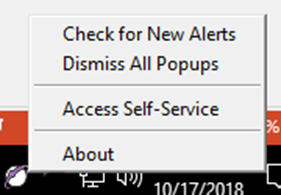 Check for New Alerts
Dismiss All Popups
Access Self-Service
%
About
10/17/2018